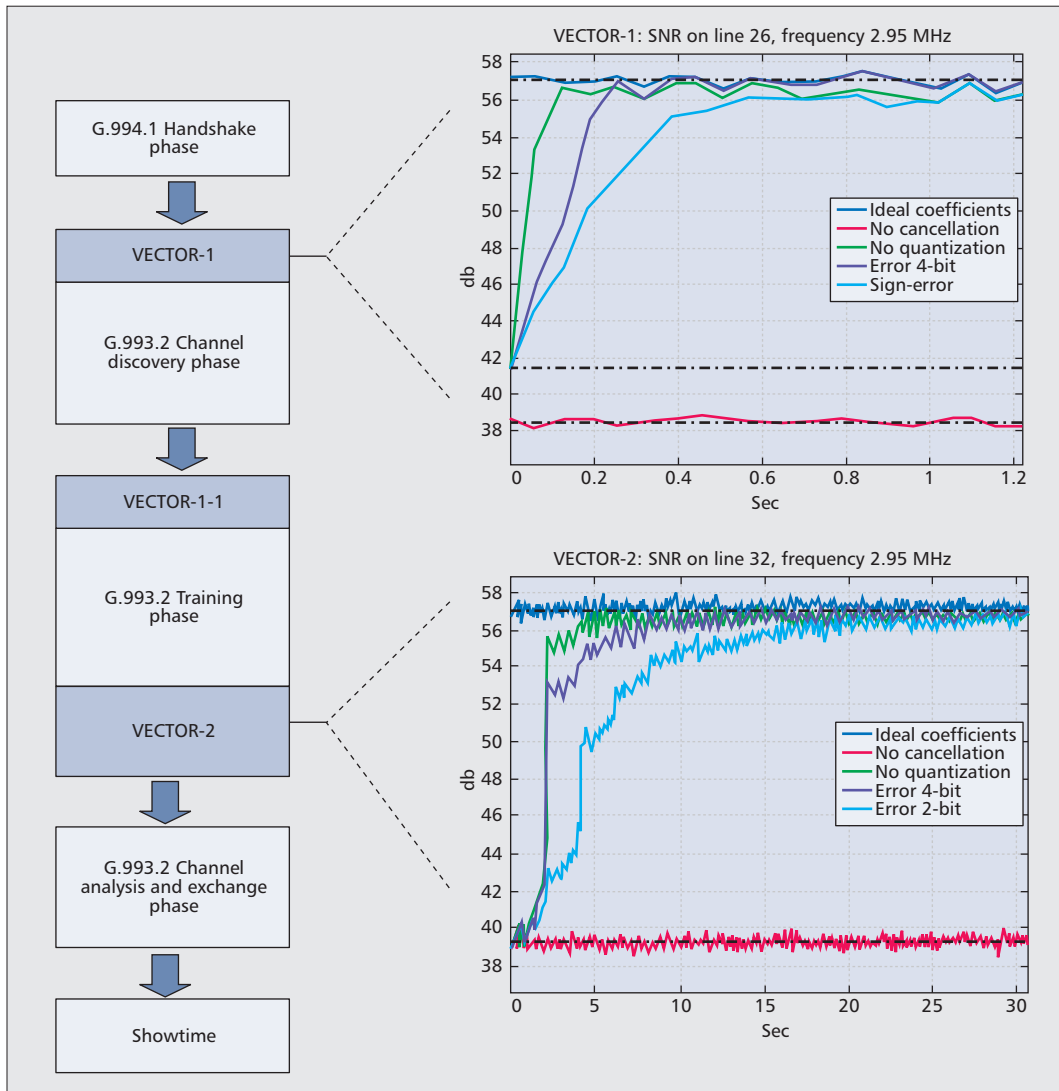 G.994.1 Handshake
phase
VECTOR-1
G.993.2 Channel
discovery phase
VECTOR-1-1
G.993.2 Training
phase
VECTOR-2
G.993.2 Channel
analysis and exchange
phase
Showtime
VECTOR-1: SNR on line 26, frequency 2.95 MHz
58
56
53
50
48
46
44
42
40
38
db
0 0.2 0.4 0.6 0.8 1 1.2
Sec
Ideal coefficients
No cancellation
No quantization
Error 4-bit
Sign-error
VECTOR-2: SNR on line 32, frequency 2.95 MHz
58
56
54
52
50
48
46
44
42
40
38
db
0 5 10 15 20 25 30
Sec
Ideal coefficients
No cancellation
No quantization
Error 4-bit
Error 2-bit